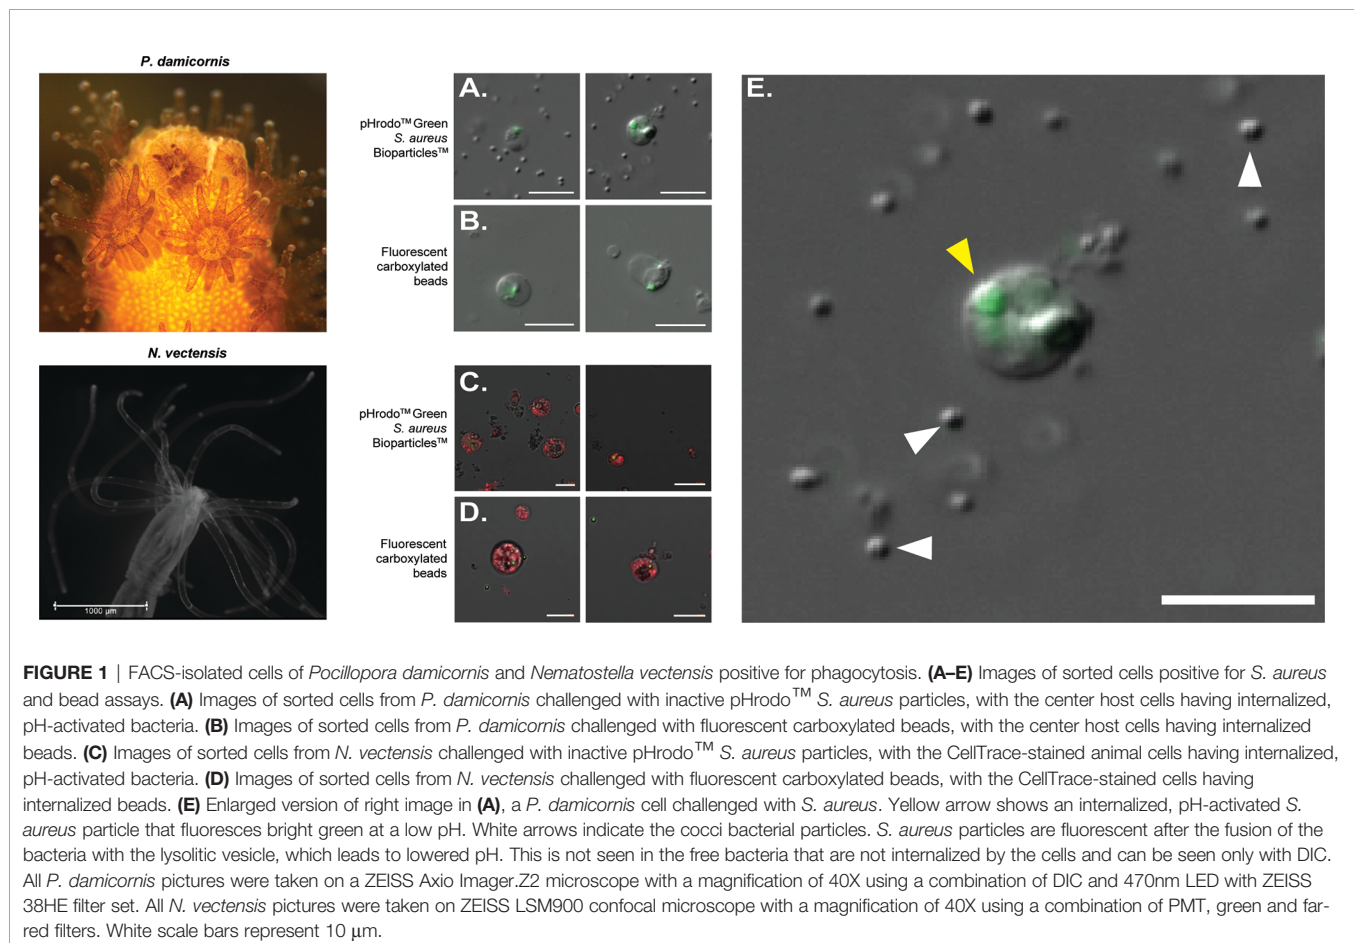 P. damicornis
A.
E.
pHrodo™ Green
S. aureus
Bioparticles™
B.
Fluorescent
carboxylated
beads
N. vectensis
C.
pHrodo™ Green
S. aureus
Bioparticles™
D.
Fluorescent
carboxylated
beads
1000 µm
FIGURE 1 | FACS-isolated cells of Pocillopora damicornis and Nematostella vectensis positive for phagocytosis. (A–E) Images of sorted cells positive for S. aureus
and bead assays. (A) Images of sorted cells from P. damicornis challenged with inactive pHrodo™ S. aureus particles, with the center host cells having internalized,
pH-activated bacteria. (B) Images of sorted cells from P. damicornis challenged with fluorescent carboxylated beads, with the center host cells having internalized
beads. (C) Images of sorted cells from N. vectensis challenged with inactive pHrodo™ S. aureus particles, with the CellTrace-stained animal cells having internalized,
pH-activated bacteria. (D) Images of sorted cells from N. vectensis challenged with fluorescent carboxylated beads, with the CellTrace-stained cells having
internalized beads. (E) Enlarged version of right image in (A), a P. damicornis cell challenged with S. aureus. Yellow arrow shows an internalized, pH-activated S.
aureus particle that fluoresces bright green at a low pH. White arrows indicate the cocci bacterial particles. S. aureus particles are fluorescent after the fusion of the
bacteria with the lysolitic vesicle, which leads to lowered pH. This is not seen in the free bacteria that are not internalized by the cells and can be seen only with DIC.
All P. damicornis pictures were taken on a ZEISS Axio Imager.Z2 microscope with a magnification of 40X using a combination of DIC and 470nm LED with ZEISS
38HE filter set. All N. vectensis pictures were taken on ZEISS LSM900 confocal microscope with a magnification of 40X using a combination of PMT, green and far-
red filters. White scale bars represent 10 µm.